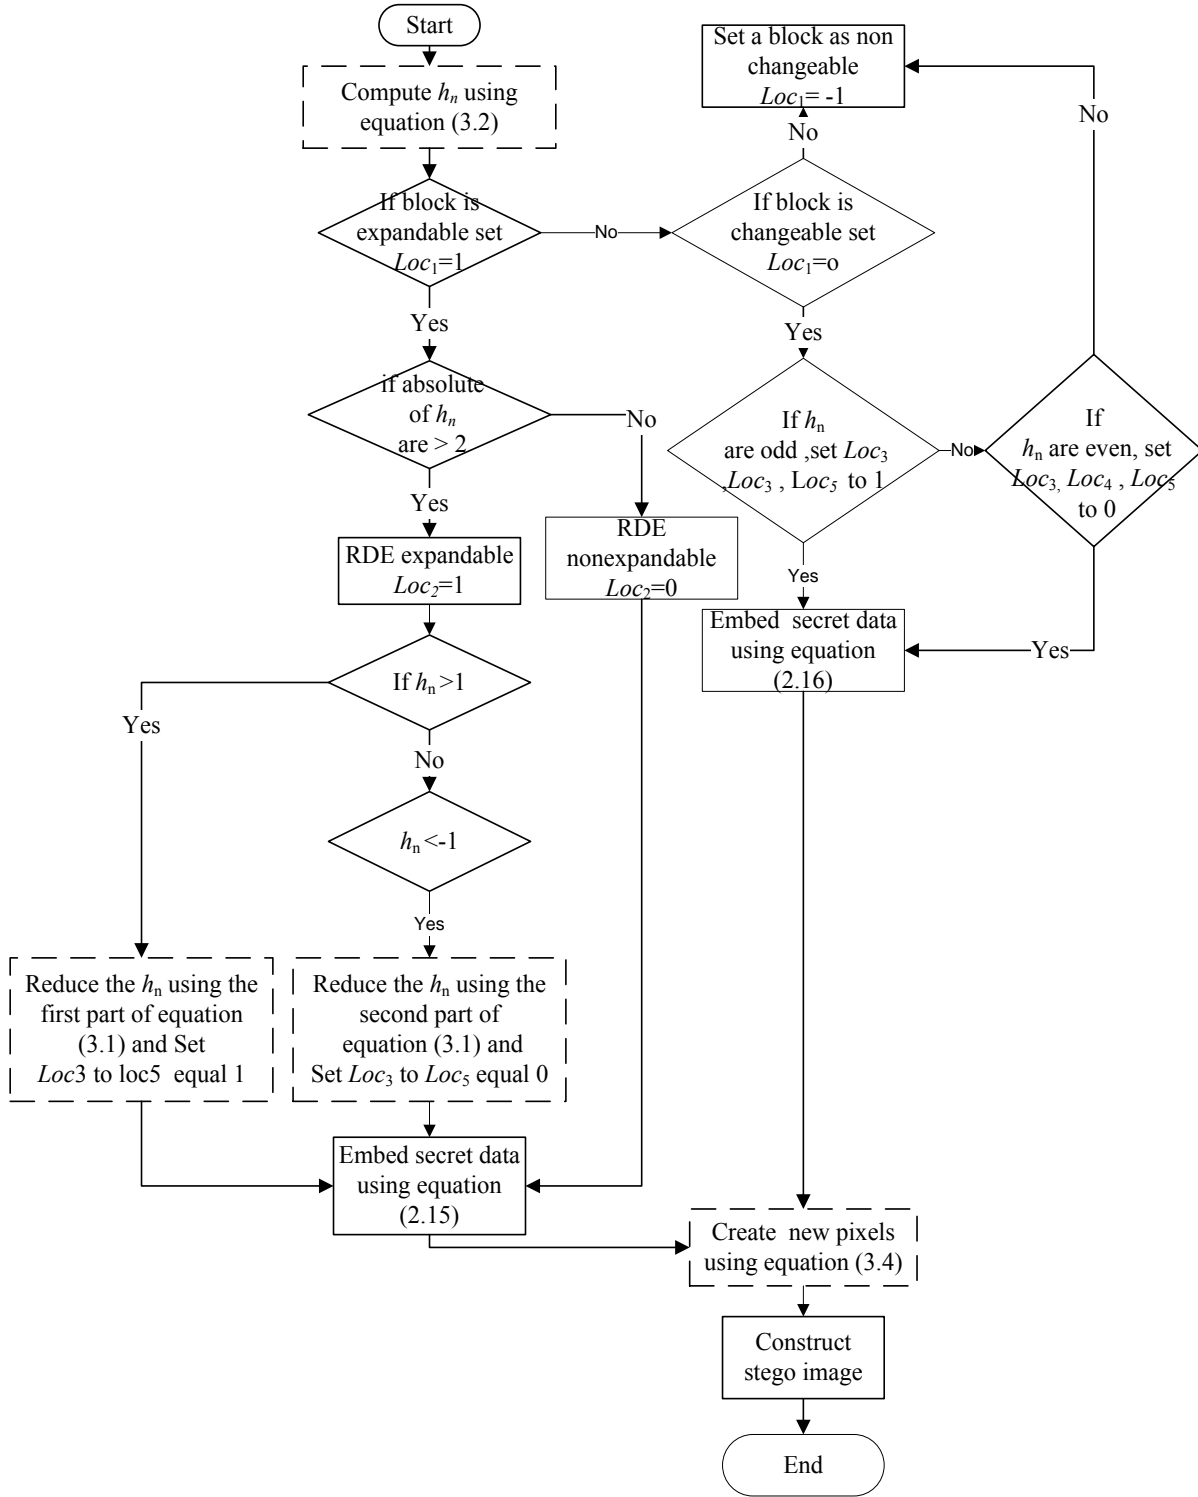 Start
Compute hn using
equation (3.2)
If block is
expandable set
Loc1=1
No
Yes
Set a block as non
changeable
Loc1= -1
No
No
If block is
changeable set
Loc1=o
Yes
if absolute
of hn
are > 2
No
Yes
If hn
are odd ,set Loc3
,Loc3 , Loc5 to 1
No
Yes
If
hn are even, set
Loc3, Loc4 , Loc5
to 0
Yes
RDE expandable
Loc2=1
RDE
nonexpandable
Loc2=0
Embed secret data
using equation
(2.16)
If hn >1
Yes
No
hn <-1
Yes
Reduce the hn using the
first part of equation
(3.1) and Set
Loc3 to loc5 equal 1
Reduce the hn using the
second part of
equation (3.1) and
Set Loc3 to Loc5 equal 0
Embed secret data
using equation
(2.15)
Create new pixels
using equation (3.4)
Construct
stego image
End